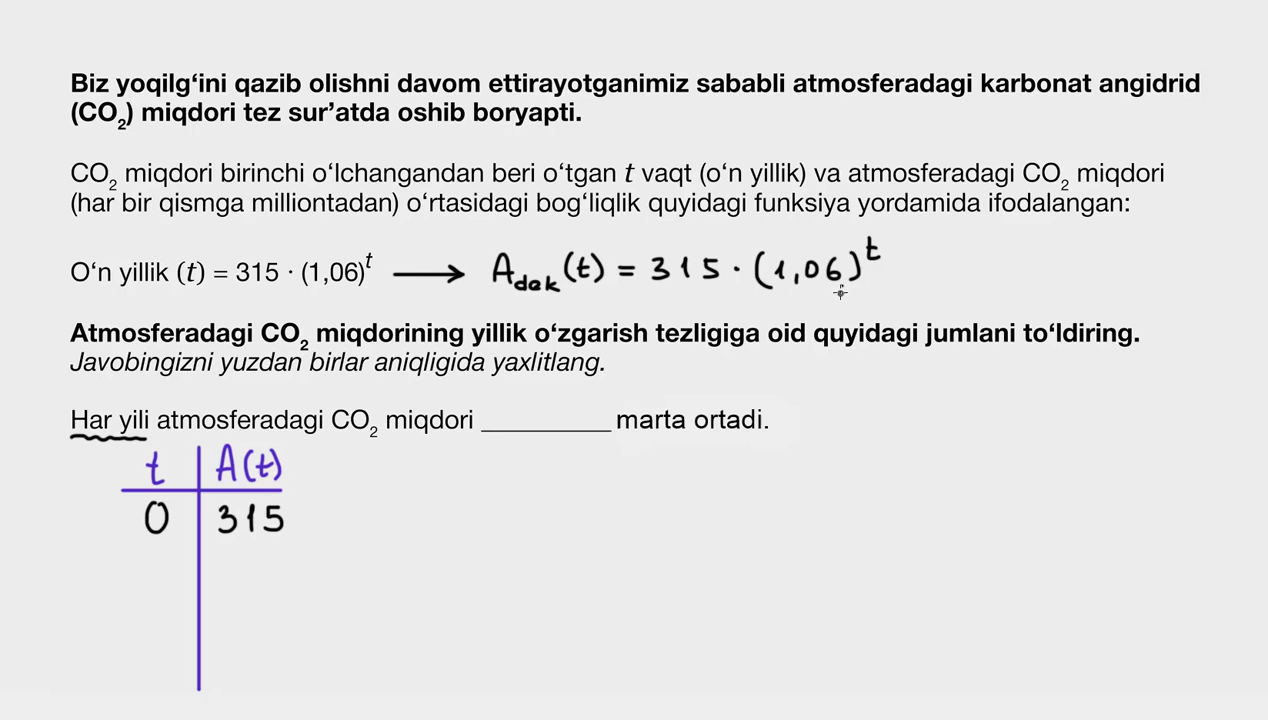 Biz yoqilg‘ini qazib olishni davom ettirayotganimiz sababli atmosferadagi karbonat angidrid
(CO₂) miqdori tez sur’atda oshib boryapti.
CO₂ miqdori birinchi o‘lchangandan beri o‘tgan t vaqt (o‘n yillik) va atmosferadagi CO₂ miqdori
(har bir qismga milliontadan) o‘rtasidagi bog‘liqlik quyidagi funksiya yordamida ifodalangan:
O‘n yillik (t) = 315 · (1,06)^t ⟶ A_dek(t) = 315 · (1,06)^t
Atmosferadagi CO₂ miqdorining yillik o‘zgarish tezligiga oid quyidagi jumlani to‘ldiring.
Javobingizni yuzdan birlar aniqligida yaxlitlang.
Har yili atmosferadagi CO₂ miqdori _________ marta ortadi.
t A(t)
0 315